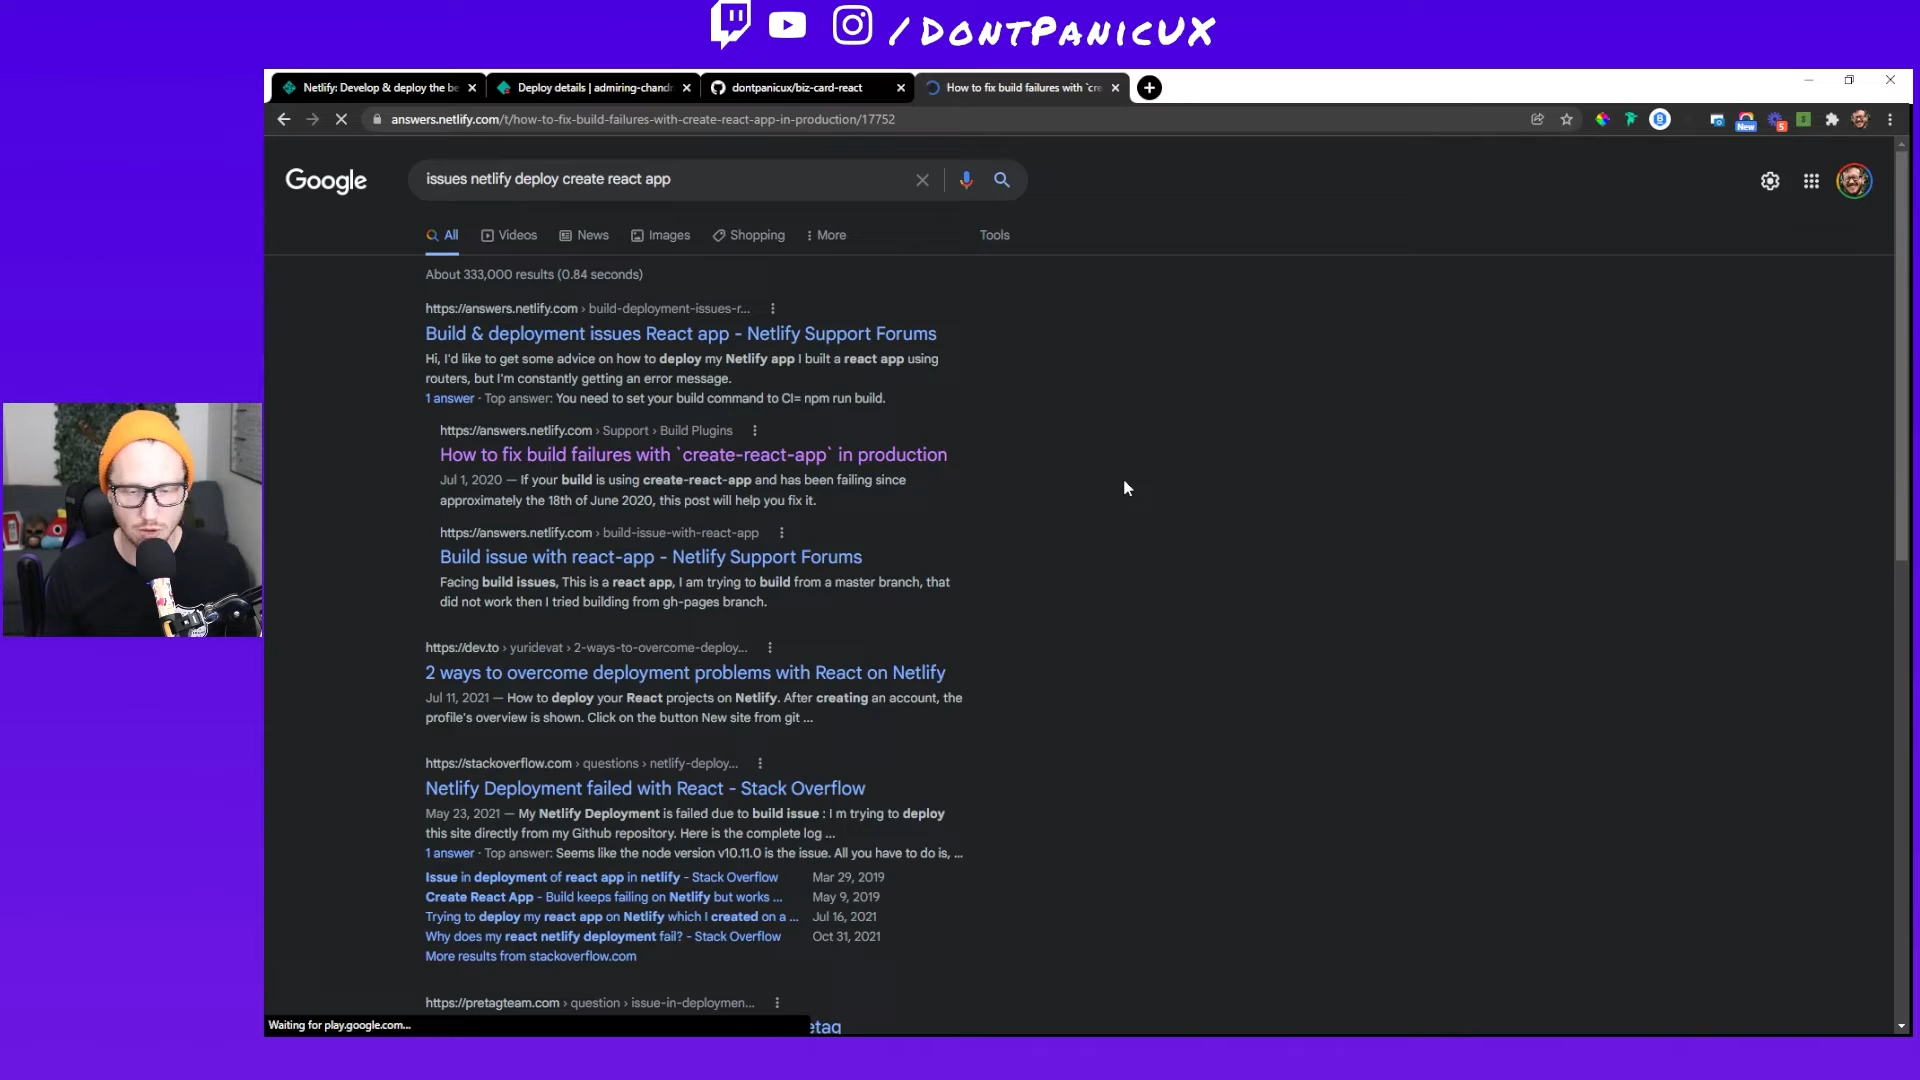 /DONTPANICUX
Netlify: Develop & deploy the be
Deploy details | admiring-chandr
dontpanicux/biz-card-react
How to fix build failures with `cre
answers.netlify.com/t/how-to-fix-build-failures-with-create-react-app-in-production/17752
New
5
Google
issues netlify deploy create react app
All
Videos
News
Images
Shopping
More
Tools
About 333,000 results (0.84 seconds)
https://answers.netlify.com › build-deployment-issues-r...
Build & deployment issues React app - Netlify Support Forums
Hi, I'd like to get some advice on how to deploy my Netlify app I built a react app using
routers, but I'm constantly getting an error message.
1 answer · Top answer: You need to set your build command to CI= npm run build.
https://answers.netlify.com › Support › Build Plugins
How to fix build failures with `create-react-app` in production
Jul 1, 2020 — If your build is using create-react-app and has been failing since
approximately the 18th of June 2020, this post will help you fix it.
https://answers.netlify.com › build-issue-with-react-app
Build issue with react-app - Netlify Support Forums
Facing build issues, This is a react app, I am trying to build from a master branch, that
did not work then I tried building from gh-pages branch.
https://dev.to › yuridevat › 2-ways-to-overcome-deploy...
2 ways to overcome deployment problems with React on Netlify
Jul 11, 2021 — How to deploy your React projects on Netlify. After creating an account, the
profile's overview is shown. Click on the button New site from git ...
https://stackoverflow.com › questions › netlify-deploy...
Netlify Deployment failed with React - Stack Overflow
May 23, 2021 — My Netlify Deployment is failed due to build issue : I m trying to deploy
this site directly from my Github repository. Here is the complete log ...
1 answer · Top answer: Seems like the node version v10.11.0 is the issue. All you have to do is, ...
Issue in deployment of react app in netlify - Stack Overflow Mar 29, 2019
Create React App - Build keeps failing on Netlify but works ... May 9, 2019
Trying to deploy my react app on Netlify which I created on a ... Jul 16, 2021
Why does my react netlify deployment fail? - Stack Overflow Oct 31, 2021
More results from stackoverflow.com
https://pretagteam.com › question › issue-in-deploymen...
etag
Waiting for play.google.com...